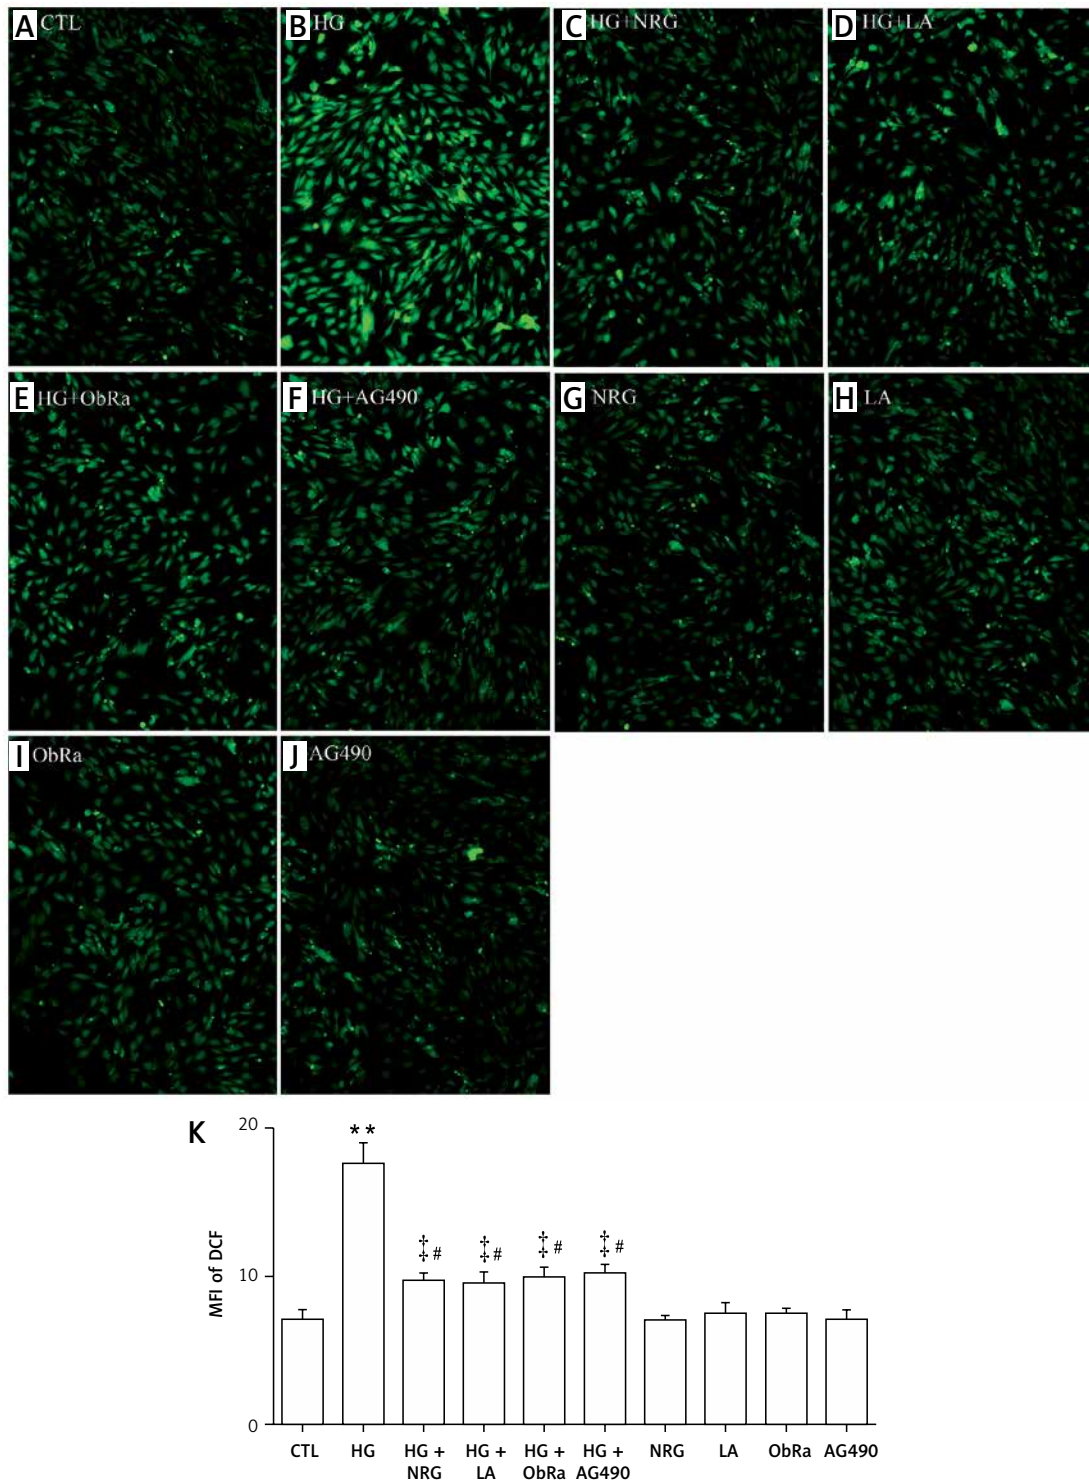 A CTL
B HG
C HG+NRG
D HG+LA
E HG+ObRa
F HG+AG490
G NRG
H LA
I ObRa
J AG490
K
20
10
0
MFI of DCF
**
‡ #
‡ #
‡ #
‡ #
CTL
HG
HG +
NRG
HG +
LA
HG +
ObRa
HG +
AG490
NRG
LA
ObRa
AG490